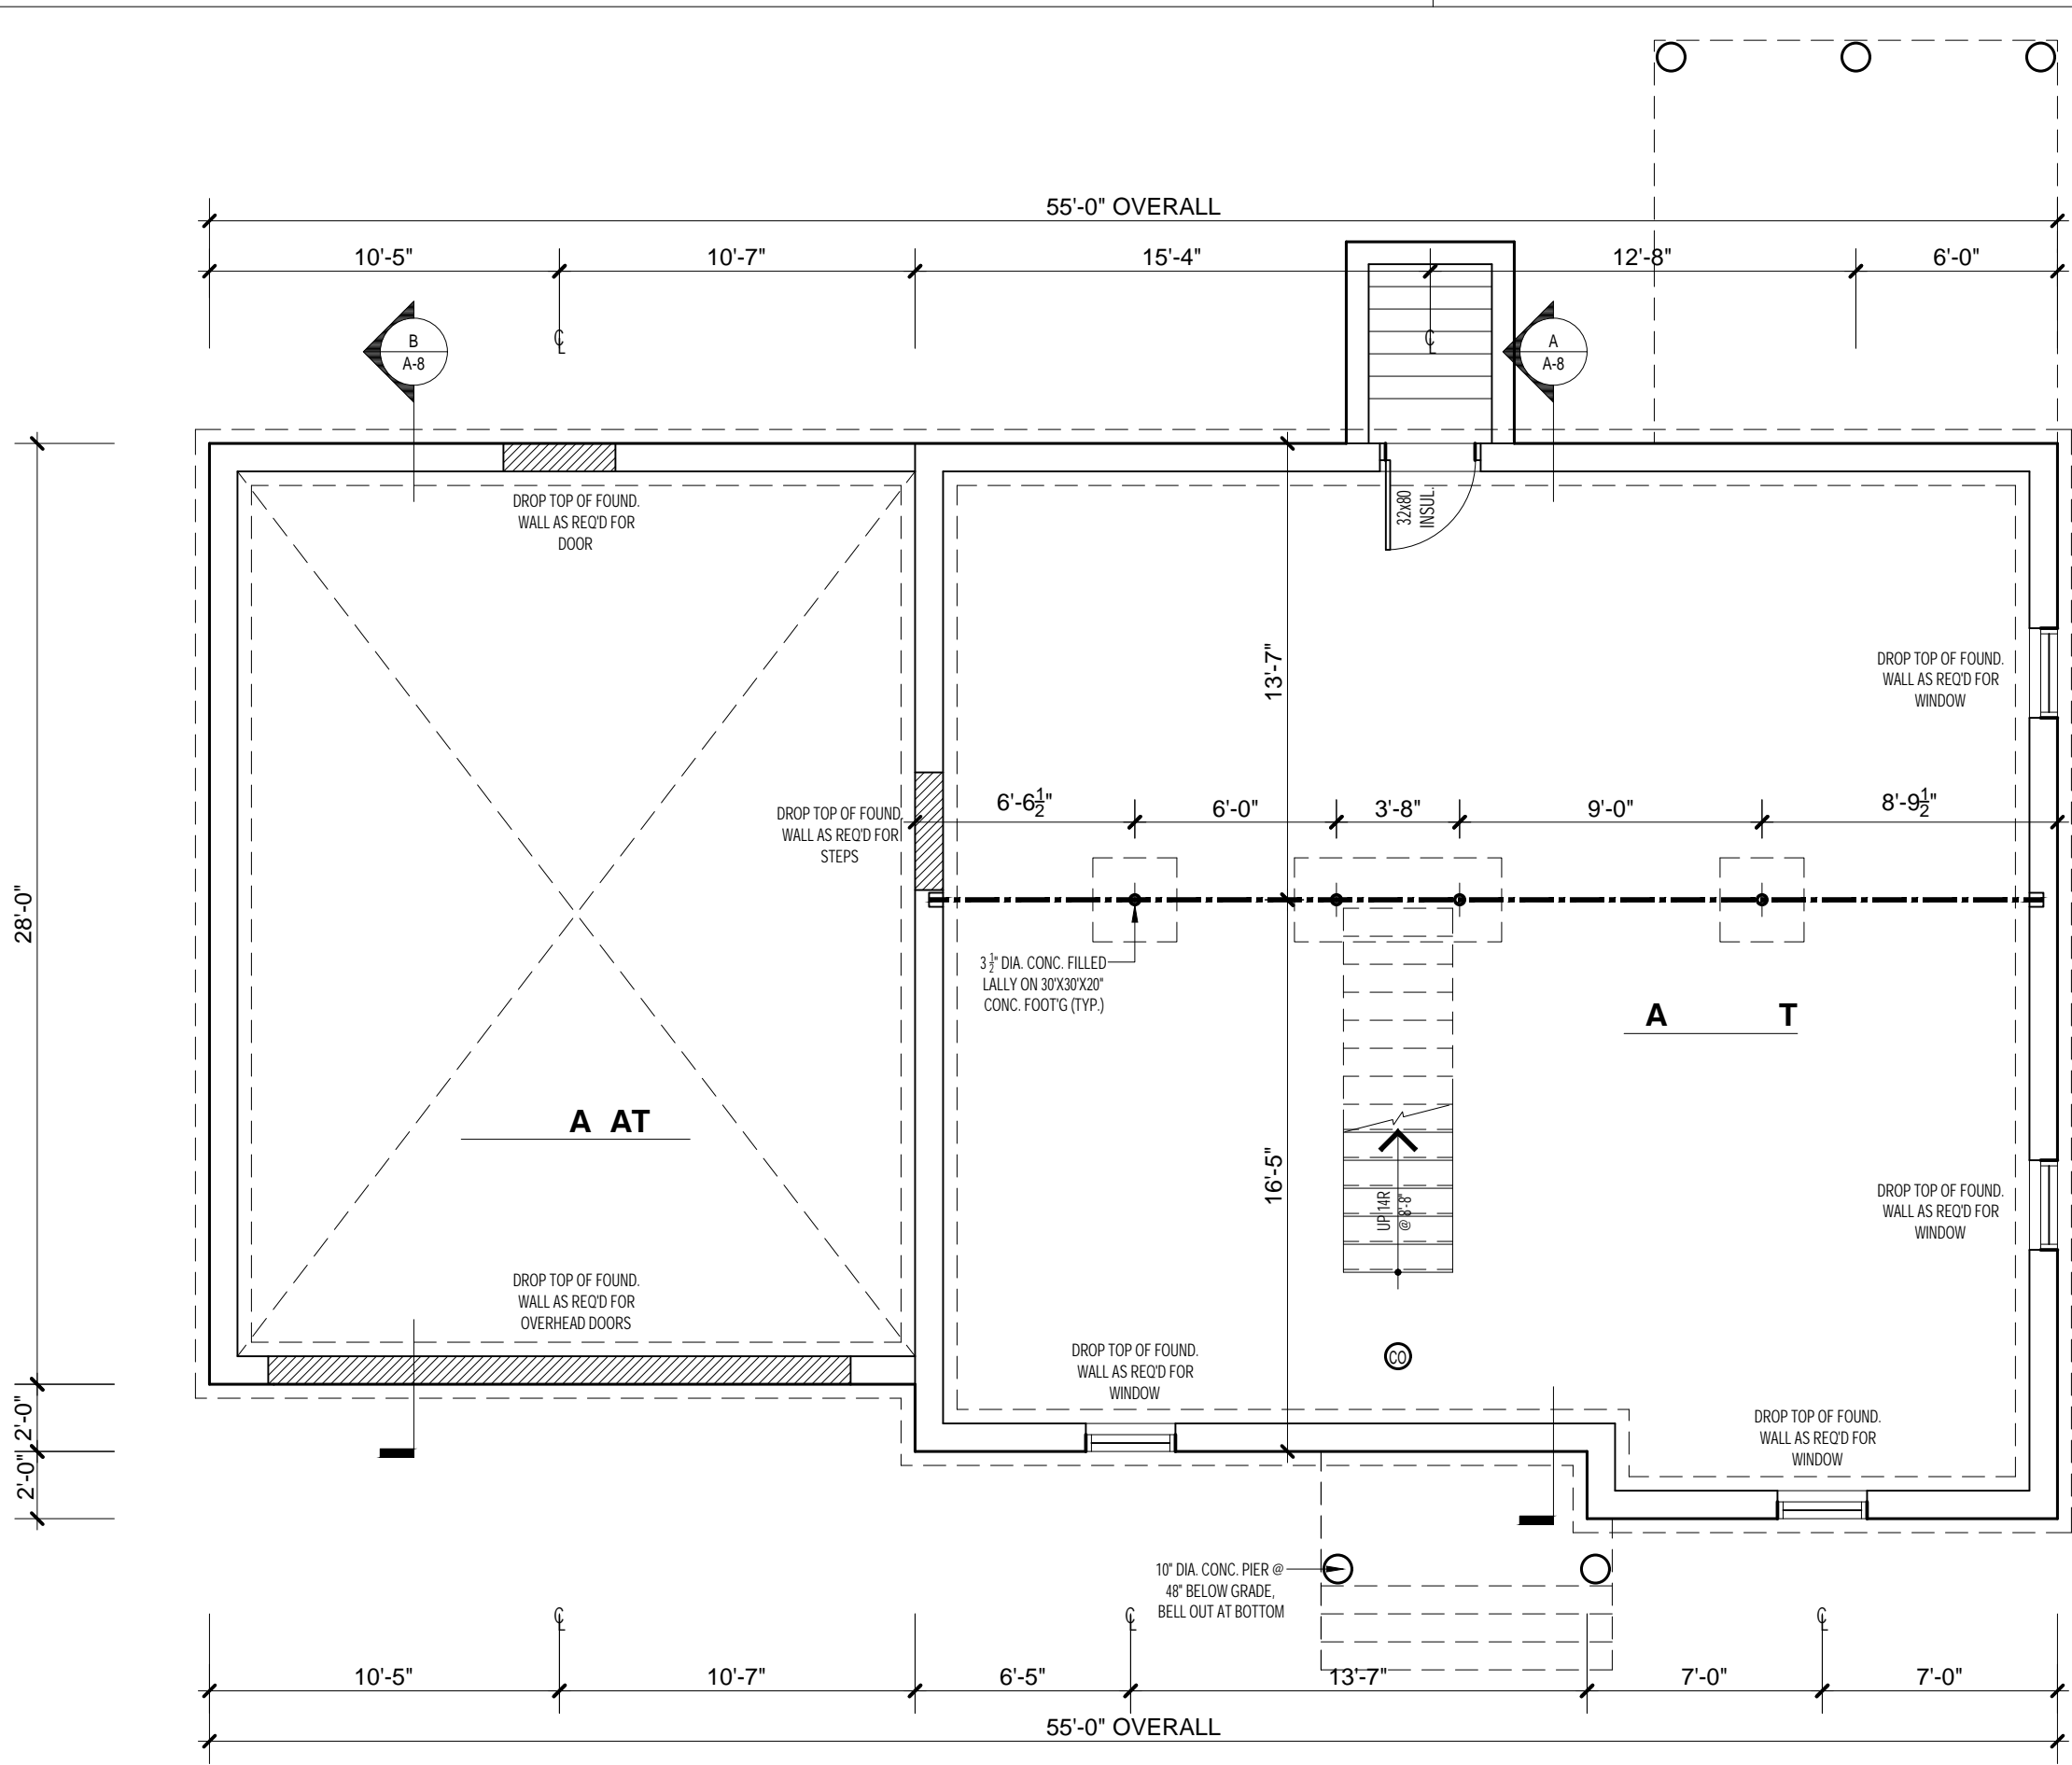 55'-0" OVERALL
10'-5"
10'-7"
15'-4"
12'-8"
6'-0"
B
A-8
A
A-8
DROP TOP OF FOUND.
WALL AS REQ'D FOR
DOOR
32x80
INSUL.
13'-7"
DROP TOP OF FOUND.
WALL AS REQ'D FOR
WINDOW
6'-6½"
6'-0"
3'-8"
9'-0"
8'-9½"
DROP TOP OF FOUND.
WALL AS REQ'D FOR
STEPS
28'-0"
3½" DIA. CONC. FILLED
LALLY ON 30'X30'X20"
CONC. FOOT'G (TYP.)
A T
A AT
16'-5"
UP 14R
@ 8'-8"
DROP TOP OF FOUND.
WALL AS REQ'D FOR
WINDOW
DROP TOP OF FOUND.
WALL AS REQ'D FOR
OVERHEAD DOORS
DROP TOP OF FOUND.
WALL AS REQ'D FOR
WINDOW
CO
2'-0"
2'-0"
DROP TOP OF FOUND.
WALL AS REQ'D FOR
WINDOW
10" DIA. CONC. PIER @
48" BELOW GRADE,
BELL OUT AT BOTTOM
10'-5"
10'-7"
6'-5"
13'-7"
7'-0"
7'-0"
55'-0" OVERALL